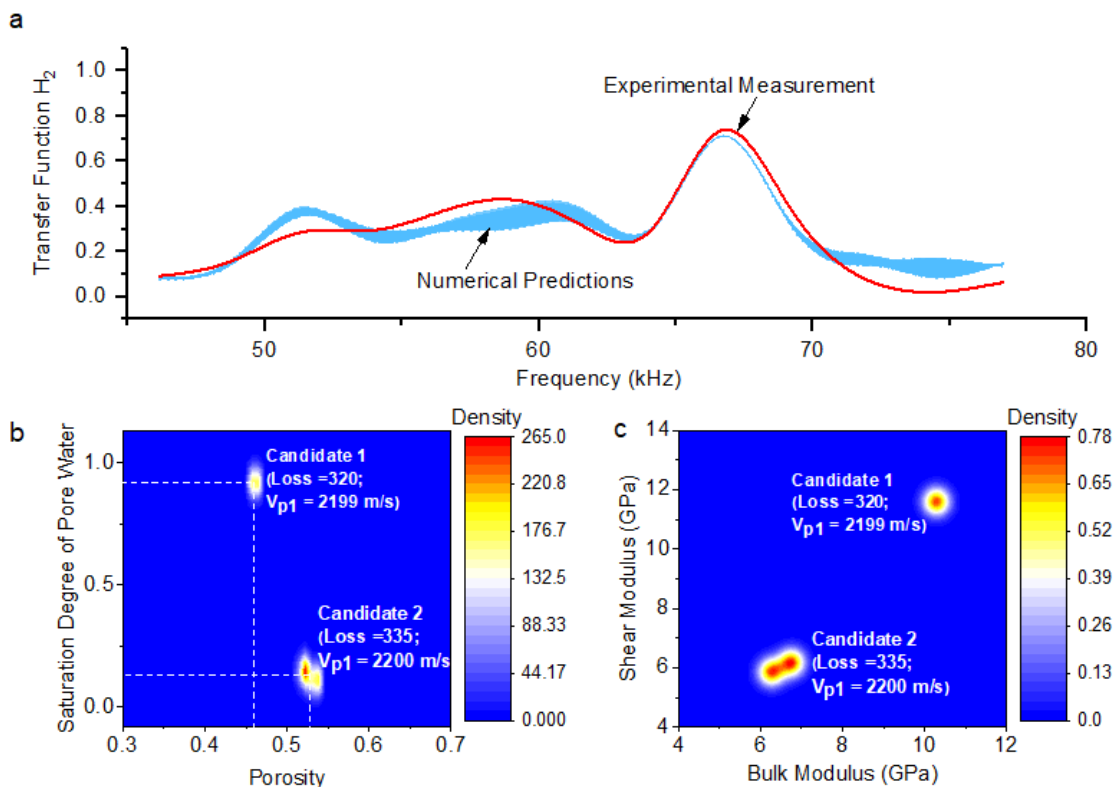 a
1.0
0.8
0.6
0.4
0.2
0.0
Transfer Function H2
Experimental Measurement
Numerical Predictions
50
60
70
80
Frequency (kHz)
b
Density
1.0
0.5
0.0
Saturation Degree of Pore Water
Candidate 1
(Loss =320;
Vp1 = 2199 m/s)
Candidate 2
(Loss =335;
Vp1 = 2200 m/s
265.0
220.8
176.7
132.5
88.33
44.17
0.000
0.3
0.4
0.5
0.6
0.7
Porosity
c
Density
14
12
10
8
6
4
Shear Modulus (GPa)
Candidate 1
(Loss =320;
Vp1 = 2199 m/s)
Candidate 2
(Loss =335;
Vp1 = 2200 m/s)
0.78
0.65
0.52
0.39
0.26
0.13
0.0
4
6
8
10
12
Bulk Modulus (GPa)